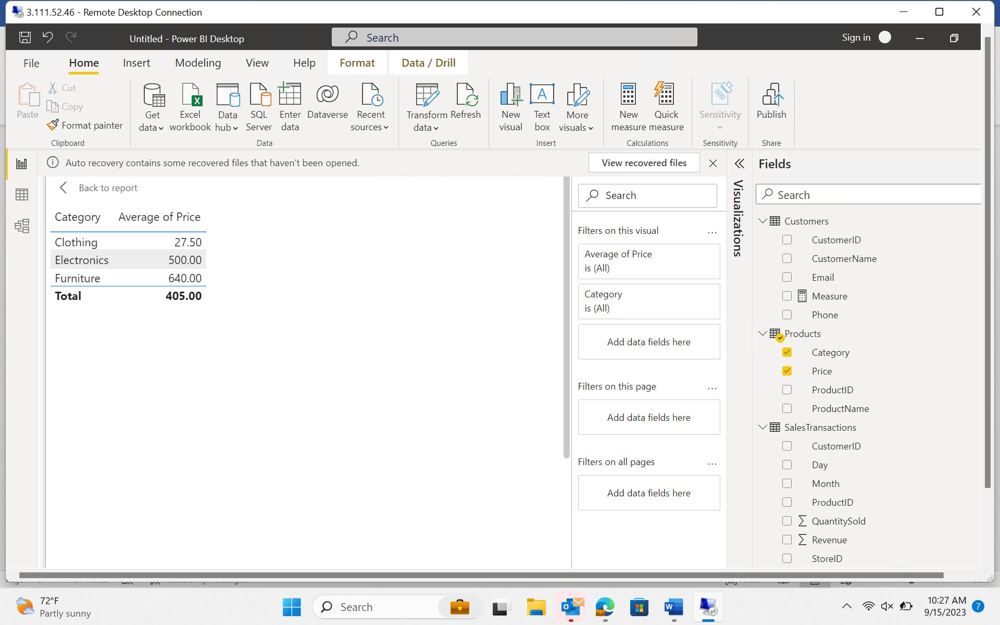 3.111.52.46 - Remote Desktop Connection
Untitled - Power BI Desktop
Search
Sign in
File Home Insert Modeling View Help Format Data / Drill
Paste
Cut
Copy
Format painter
Clipboard
Get data
Excel workbook
Data hub
SQL Server
Enter data
Dataverse
Recent sources
Data
Transform data
Refresh
Queries
New visual
Text box
More visuals
Insert
New measure
Quick measure
Calculations
Sensitivity
Sensitivity
Publish
Share
Auto recovery contains some recovered files that haven't been opened.
View recovered files
Back to report
Category Average of Price
Clothing 27.50
Electronics 500.00
Furniture 640.00
Total 405.00
Search
Filters on this visual ...
Average of Price
is (All)
Category
is (All)
Add data fields here
Filters on this page ...
Add data fields here
Filters on all pages ...
Add data fields here
Visualizations
Fields
Search
Customers
CustomerID
CustomerName
Email
Measure
Phone
Products
Category
Price
ProductID
ProductName
SalesTransactions
CustomerID
Day
Month
ProductID
QuantitySold
Revenue
StoreID
72°F
Partly sunny
Search
10:27 AM
9/15/2023
7